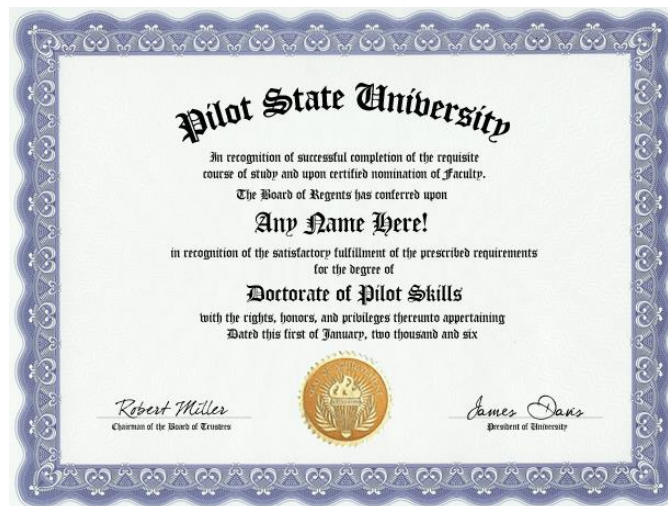 Pilot State University
In recognition of successful completion of the requisite
course of study and upon certified nomination of Faculty.
The Board of Regents has conferred upon
Any Name Here!
in recognition of the satisfactory fulfillment of the prescribed requirements
for the degree of
Doctorate of Pilot Skills
with the rights, honors, and privileges thereunto appertaining
Dated this first of January, two thousand and six
Robert Miller
Chairman of the Board of Trustees
James Davis
President of University